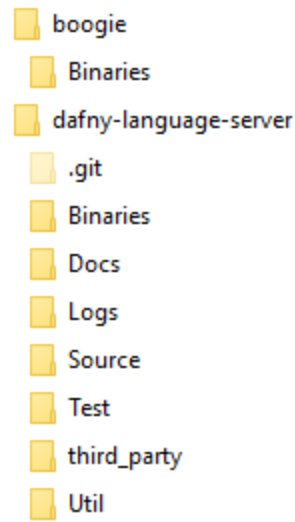 boogie
Binaries
dafny-language-server
.git
Binaries
Docs
Logs
Source
Test
third_party
Util